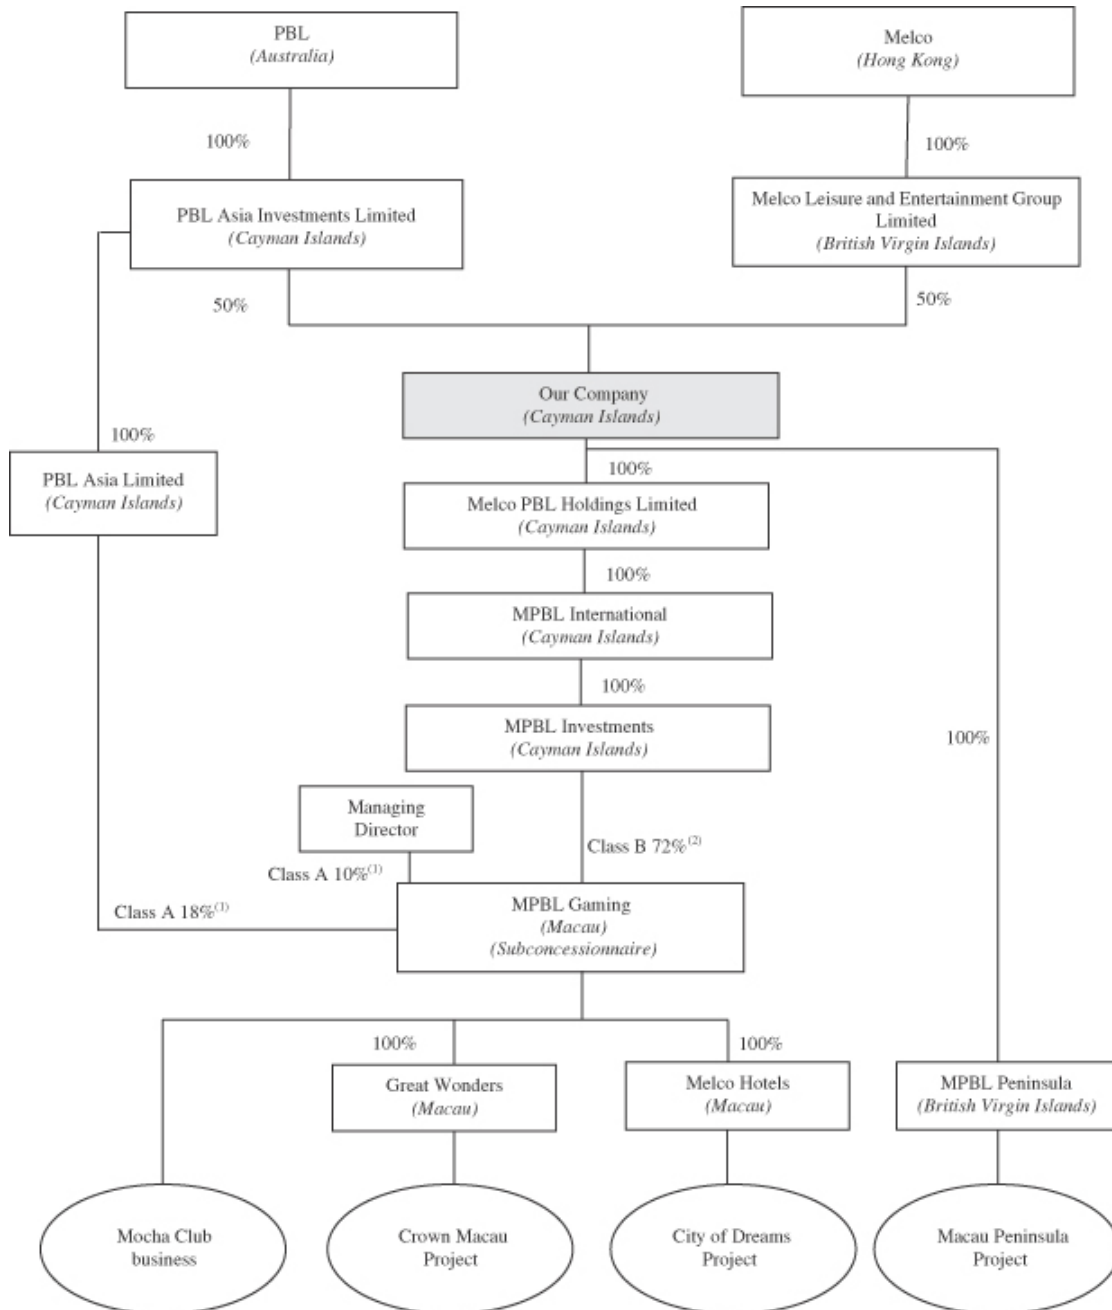 PBL
(Australia)
Melco
(Hong Kong)
100%
100%
PBL Asia Investments Limited
(Cayman Islands)
Melco Leisure and Entertainment Group
Limited
(British Virgin Islands)
50%
50%
Our Company
(Cayman Islands)
100%
PBL Asia Limited
(Cayman Islands)
100%
Melco PBL Holdings Limited
(Cayman Islands)
100%
MPBL International
(Cayman Islands)
100%
MPBL Investments
(Cayman Islands)
100%
Managing
Director
Class B 72%(2)
Class A 10%(1)
Class A 18%(1)
MPBL Gaming
(Macau)
(Subconcessionnaire)
100%
100%
Great Wonders
(Macau)
Melco Hotels
(Macau)
MPBL Peninsula
(British Virgin Islands)
Mocha Club
business
Crown Macau
Project
City of Dreams
Project
Macau Peninsula
Project